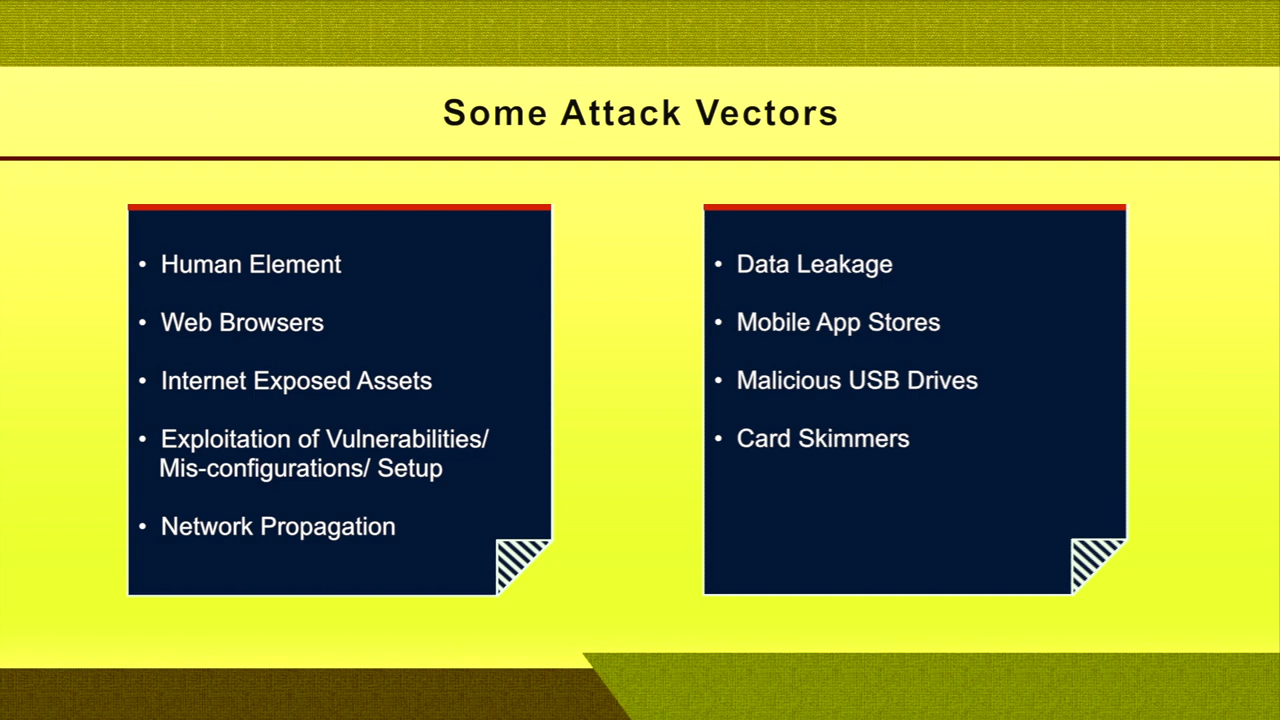 Some Attack Vectors
• Human Element
• Web Browsers
• Internet Exposed Assets
• Exploitation of Vulnerabilities/
Mis-configurations/ Setup
• Network Propagation
• Data Leakage
• Mobile App Stores
• Malicious USB Drives
• Card Skimmers